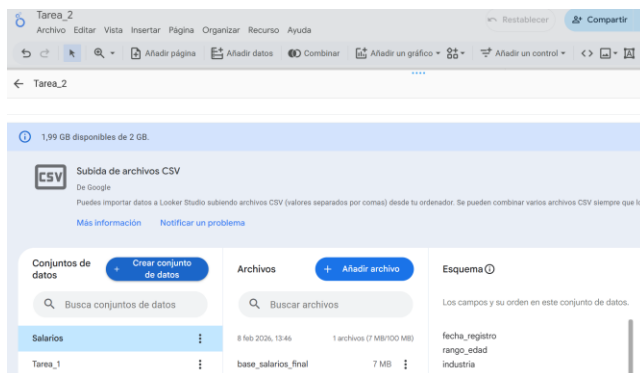 Tarea_2
Archivo Editar Vista Insertar Página Organizar Recurso Ayuda
Restablecer
Compartir
Añadir página
Añadir datos
Combinar
Añadir un gráfico
Añadir un control
Tarea_2
1,99 GB disponibles de 2 GB.
CSV
Subida de archivos CSV
De Google
Puedes importar datos a Looker Studio subiendo archivos CSV (valores separados por comas) desde tu ordenador. Se pueden combinar varios archivos CSV siempre que
Más información Notificar un problema
Conjuntos de datos
+ Crear conjunto de datos
Busca conjuntos de datos
Salarios
Tarea_1
Archivos
+ Añadir archivo
Buscar archivos
8 feb 2026, 13:46 1 archivos (7 MB/100 MB)
base_salarios_final 7 MB
Esquema
Los campos y su orden en este conjunto de datos.
fecha_registro
rango_edad
industria